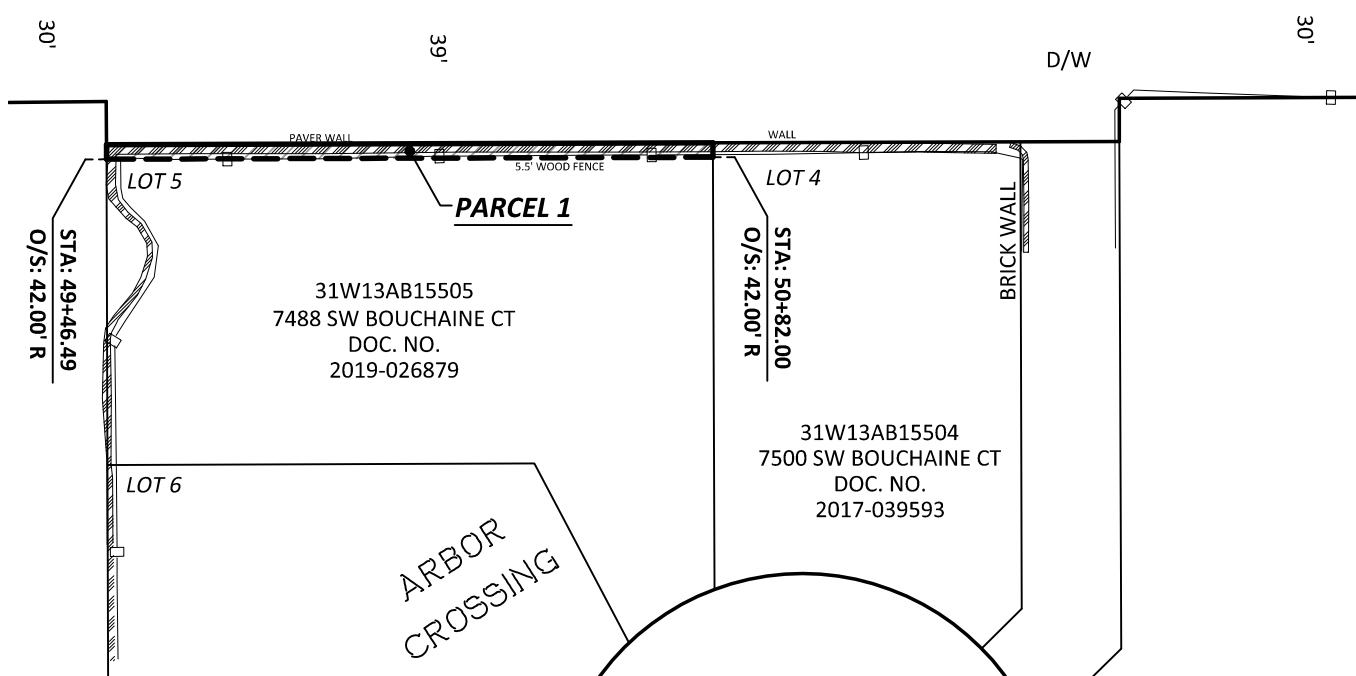 30'
39'
30'
D/W
PAVER WALL
WALL
5.5' WOOD FENCE
LOT 5
LOT 4
PARCEL 1
STA: 49+46.49
O/S: 42.00' R
STA: 50+82.00
O/S: 42.00' R
BRICK WALL
31W13AB15505
7488 SW BOUCHAINE CT
DOC. NO.
2019-026879
31W13AB15504
7500 SW BOUCHAINE CT
DOC. NO.
2017-039593
LOT 6
ARBOR
CROSSING